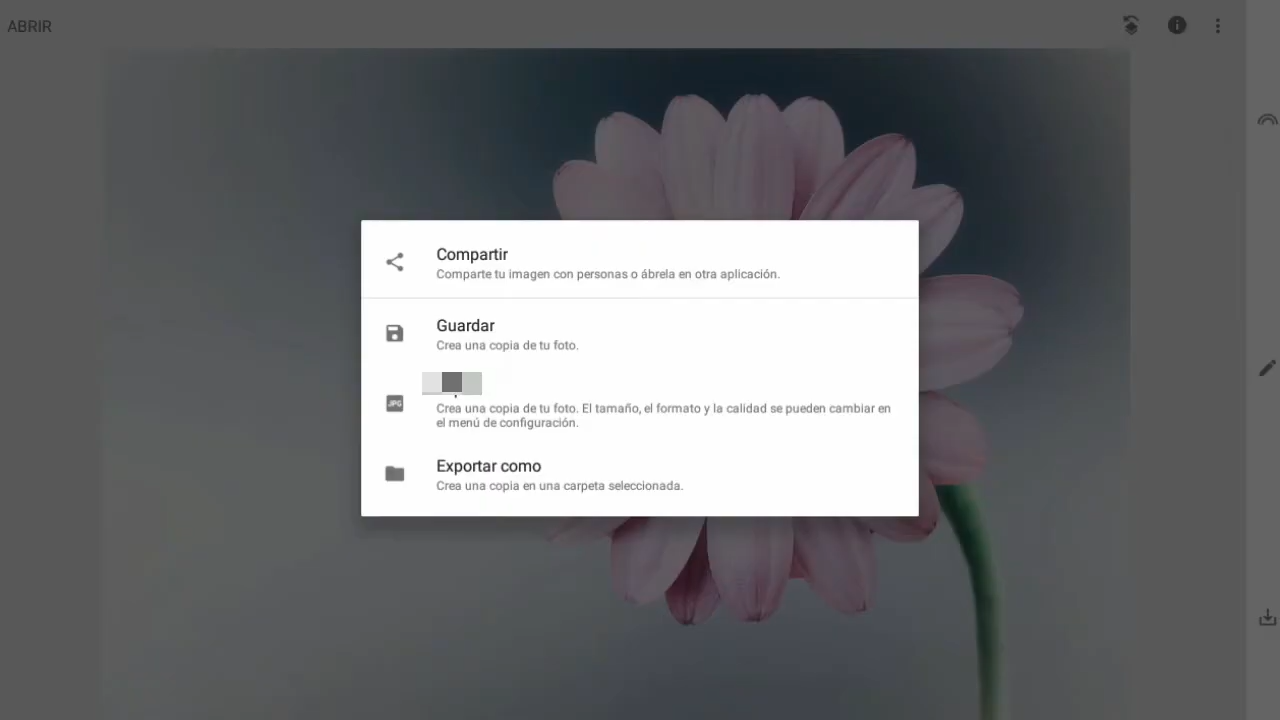 ABRIR
Compartir
Comparte tu imagen con personas o ábrela en otra aplicación.
Guardar
Crea una copia de tu foto.
JPG
Crea una copia de tu foto. El tamaño, el formato y la calidad se pueden cambiar en
el menú de configuración.
Exportar como
Crea una copia en una carpeta seleccionada.